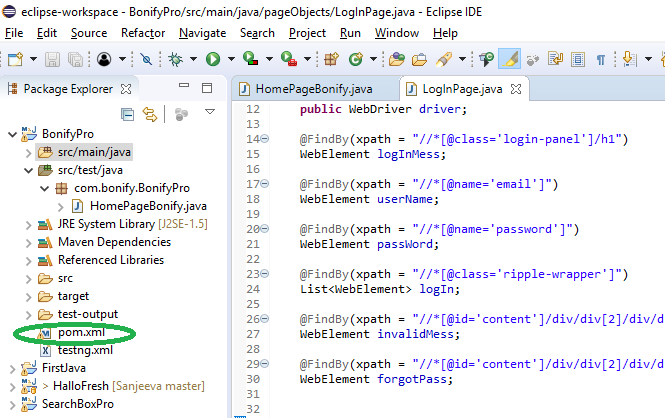 eclipse-workspace - BonifyPro/src/main/java/pageObjects/LogInPage.java - Eclipse IDE
File Edit Source Refactor Navigate Search Project Run Window Help
Package Explorer
BonifyPro
src/main/java
src/test/java
com.bonify.BonifyPro
HomePageBonify.java
JRE System Library [J2SE-1.5]
Maven Dependencies
Referenced Libraries
src
target
test-output
pom.xml
testng.xml
FirstJava
> HalloFresh [Sanjeeva master]
SearchBoxPro
HomePageBonify.java LogInPage.java
12 public WebDriver driver;
13
14 @FindBy(xpath = "//*[@class='login-panel']/h1")
15 WebElement logInMess;
16
17 @FindBy(xpath = "//*[@name='email']")
18 WebElement userName;
19
20 @FindBy(xpath = "//*[@name='password']")
21 WebElement passWord;
22
23 @FindBy(xpath = "//*[@class='ripple-wrapper']")
24 List<WebElement> logIn;
25
26 @FindBy(xpath = "//*[@id='content']/div/div[2]/div/d
27 WebElement invalidMess;
28
29 @FindBy(xpath = "//*[@id='content']/div/div[2]/div/d
30 WebElement forgotPass;
31
32